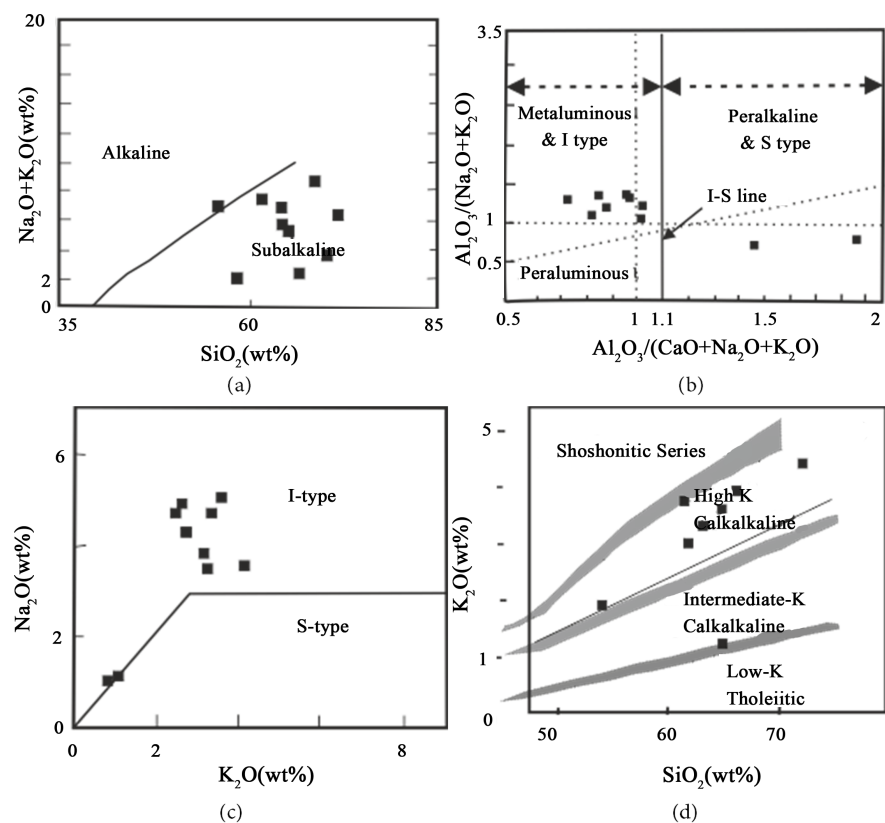 20
Na₂O+K₂O(wt%)
Alkaline
Subalkaline
2
0
35
60
85
SiO₂(wt%)
(a)
3.5
Al₂O₃/(Na₂O+K₂O)
Metaluminous
& I type
Peralkaline
& S type
I-S line
1
0.5
Peraluminous
0.5
1
1.1
1.5
2
Al₂O₃/(CaO+Na₂O+K₂O)
(b)
6
Na₂O(wt%)
I-type
S-type
2
0
0
2
8
K₂O(wt%)
(c)
5
K₂O(wt%)
Shoshonitic Series
High K
Calkalkaline
Intermediate-K
Calkalkaline
1
Low-K
Tholeiitic
0
50
60
70
SiO₂(wt%)
(d)